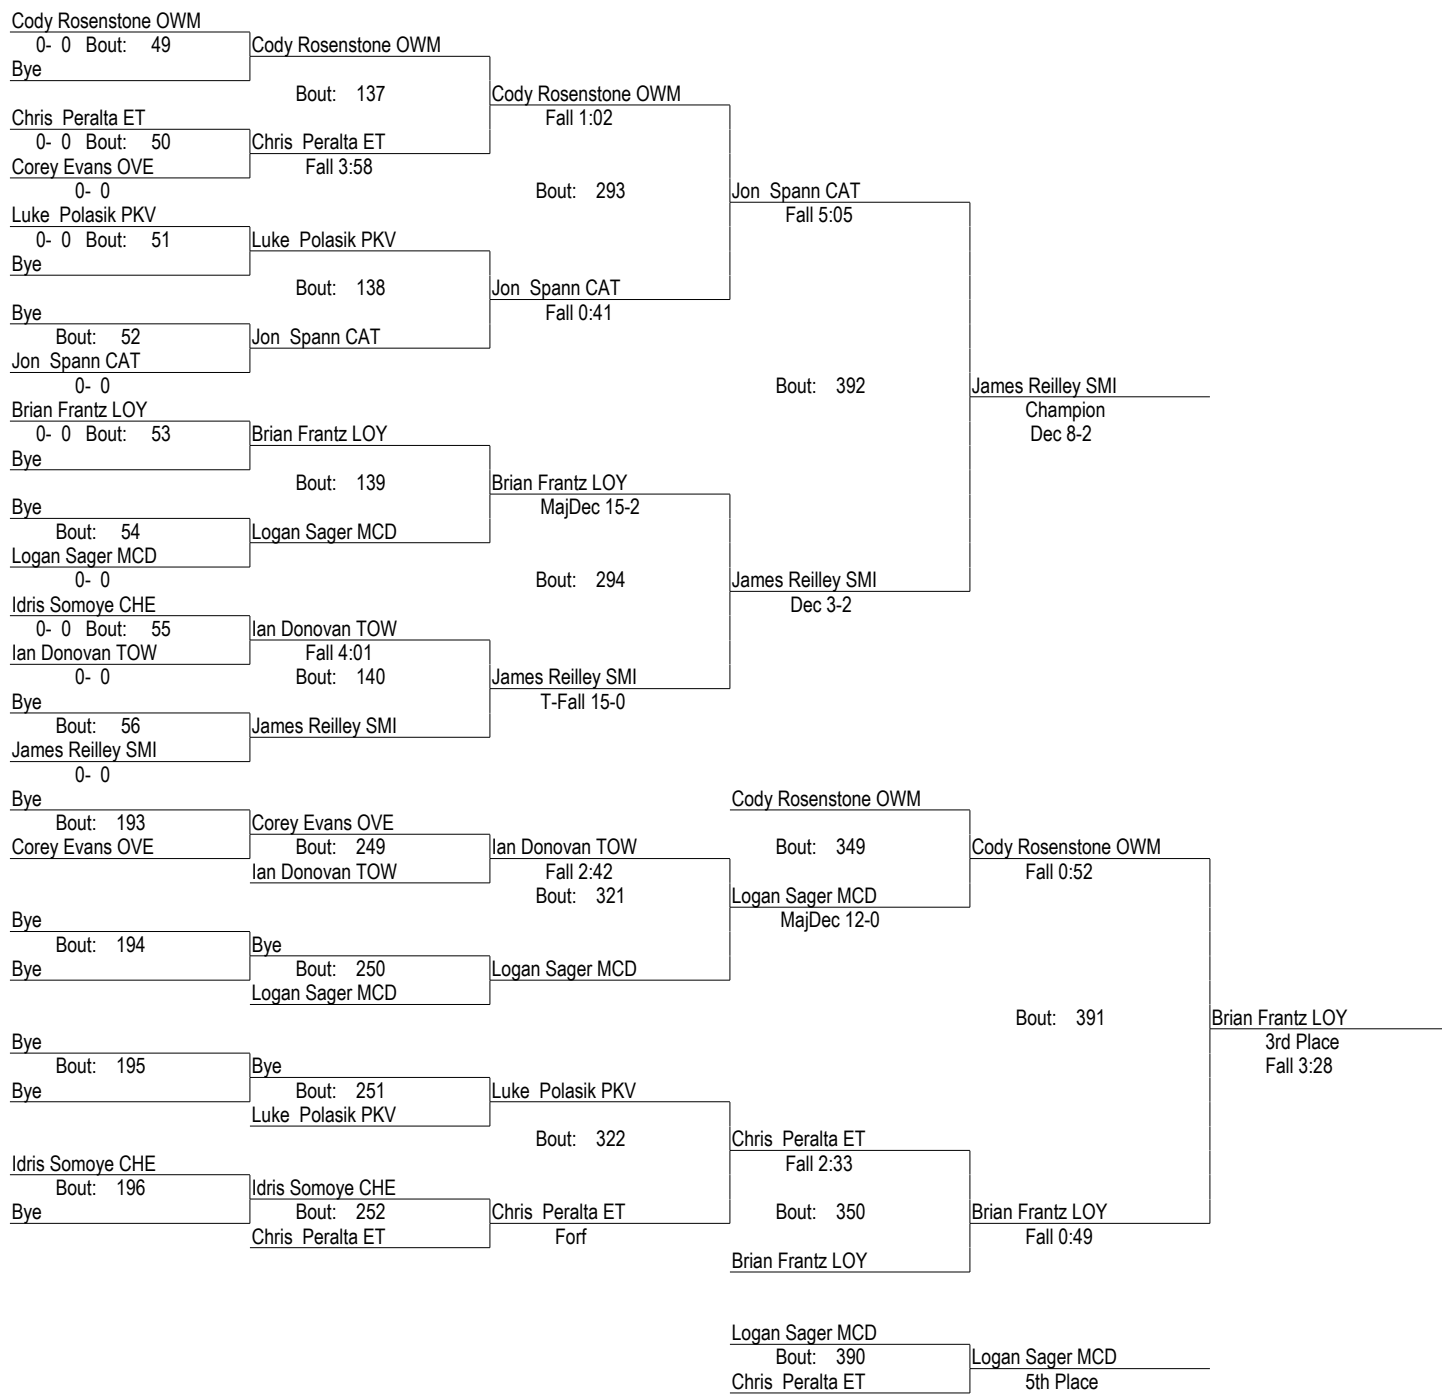 Cody Rosenstone OWM
0- 0 Bout: 49 Cody Rosenstone OWM
Bye
Bout: 137 Cody Rosenstone OWM
Chris Peralta ET Fall 1:02
0- 0 Bout: 50 Chris Peralta ET
Corey Evans OVE Fall 3:58
0- 0 Bout: 293 Jon Spann CAT
Luke Polasik PKV Fall 5:05
0- 0 Bout: 51 Luke Polasik PKV
Bye
Bout: 138 Jon Spann CAT
Bye Fall 0:41
Bout: 52 Jon Spann CAT
Jon Spann CAT
0- 0 Bout: 392 James Reilley SMI
Brian Frantz LOY Champion
0- 0 Bout: 53 Brian Frantz LOY Dec 8-2
Bye
Bout: 139 Brian Frantz LOY
Bye MajDec 15-2
Bout: 54 Logan Sager MCD
Logan Sager MCD
0- 0 Bout: 294 James Reilley SMI
Idris Somoye CHE Dec 3-2
0- 0 Bout: 55 Ian Donovan TOW
Ian Donovan TOW Fall 4:01
0- 0 Bout: 140 James Reilley SMI
Bye T-Fall 15-0
Bout: 56 James Reilley SMI
James Reilley SMI
0- 0
Bye Cody Rosenstone OWM
Bout: 193 Corey Evans OVE
Corey Evans OVE Bout: 249 Ian Donovan TOW Bout: 349 Cody Rosenstone OWM
Ian Donovan TOW Fall 2:42 Fall 0:52
Bout: 321 Logan Sager MCD
Bye MajDec 12-0
Bout: 194 Bye
Bye Bout: 250 Logan Sager MCD
Logan Sager MCD
Bout: 391 Brian Frantz LOY
Bye 3rd Place
Bout: 195 Bye Fall 3:28
Bye Bout: 251 Luke Polasik PKV
Luke Polasik PKV
Bout: 322 Chris Peralta ET
Idris Somoye CHE Fall 2:33
Bout: 196 Idris Somoye CHE
Bye Bout: 252 Chris Peralta ET Bout: 350 Brian Frantz LOY
Chris Peralta ET Forf Fall 0:49
Brian Frantz LOY
Logan Sager MCD
Bout: 390 Logan Sager MCD
Chris Peralta ET 5th Place